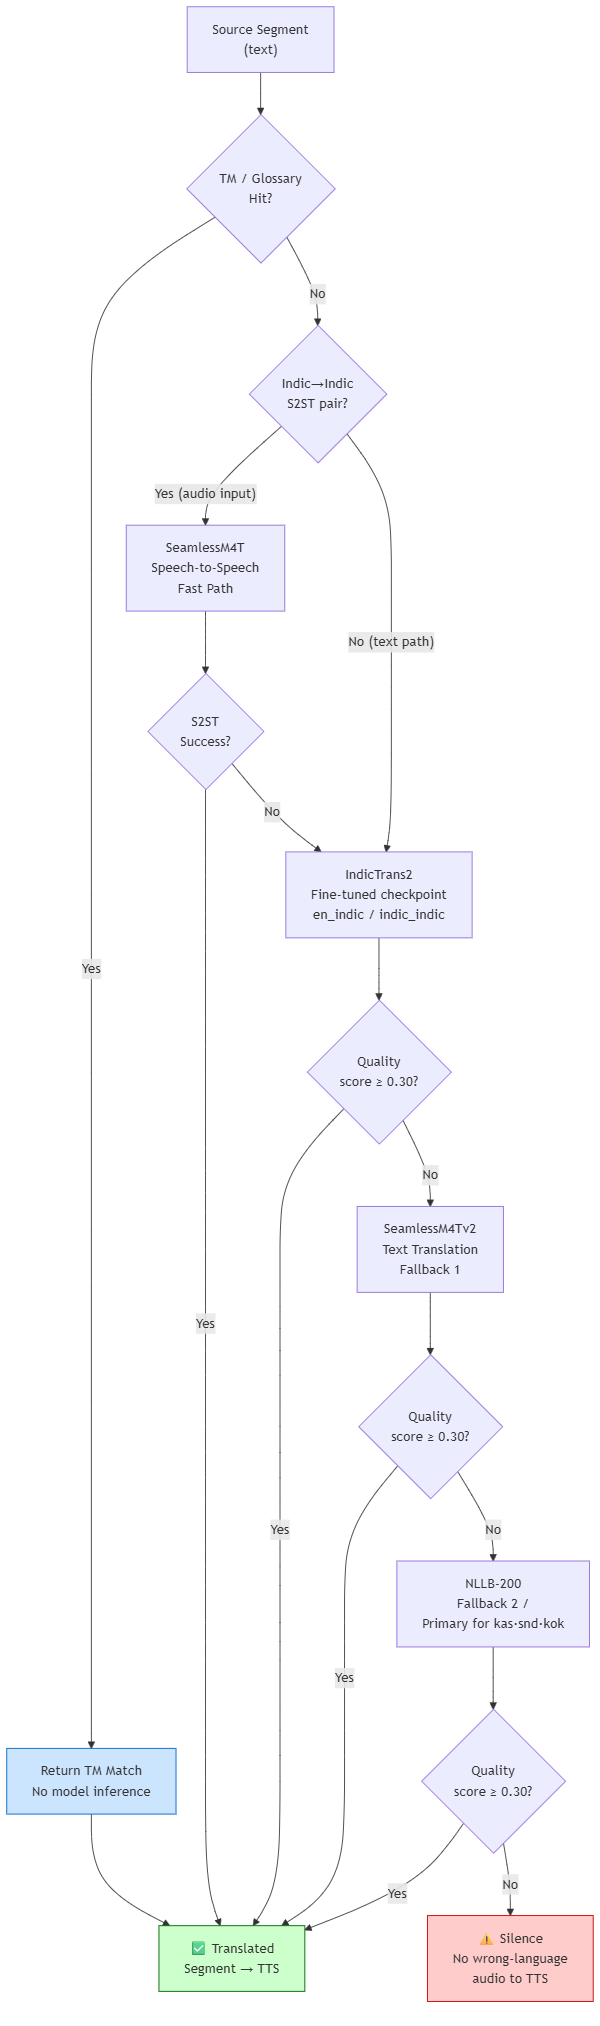 Source Segment
(text)
TM / Glossary
Hit?
No
Indic→Indic
S2ST pair?
Yes (audio input)
SeamlessM4T
Speech-to-Speech
Fast Path
No (text path)
S2ST
Success?
No
IndicTrans2
Fine-tuned checkpoint
en_indic / indic_indic
Yes
Quality
score ≥ 0.30?
No
SeamlessM4Tv2
Text Translation
Fallback 1
Yes
Quality
score ≥ 0.30?
Yes
No
NLLB-200
Fallback 2 /
Primary for kas·snd·kok
Yes
Return TM Match
No model inference
Quality
score ≥ 0.30?
Yes
No
✅ Translated
Segment → TTS
⚠️ Silence
No wrong-language
audio to TTS